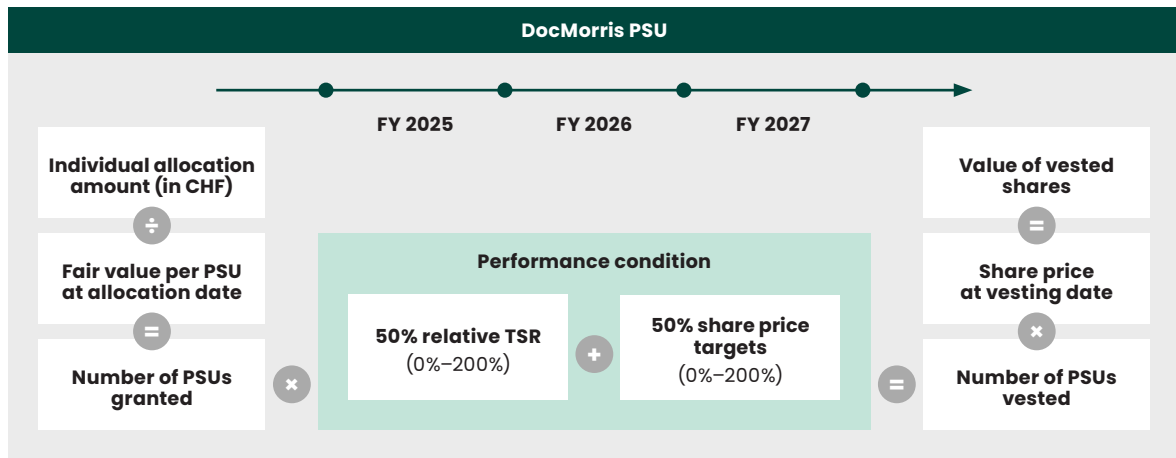 DocMorris PSU
FY 2025
FY 2026
FY 2027
Individual allocation
amount (in CHF)
÷
Fair value per PSU
at allocation date
=
Number of PSUs
granted
×
Performance condition
50% relative TSR
(0%–200%)
+
50% share price
targets
(0%–200%)
=
Value of vested
shares
=
Share price
at vesting date
×
Number of PSUs
vested